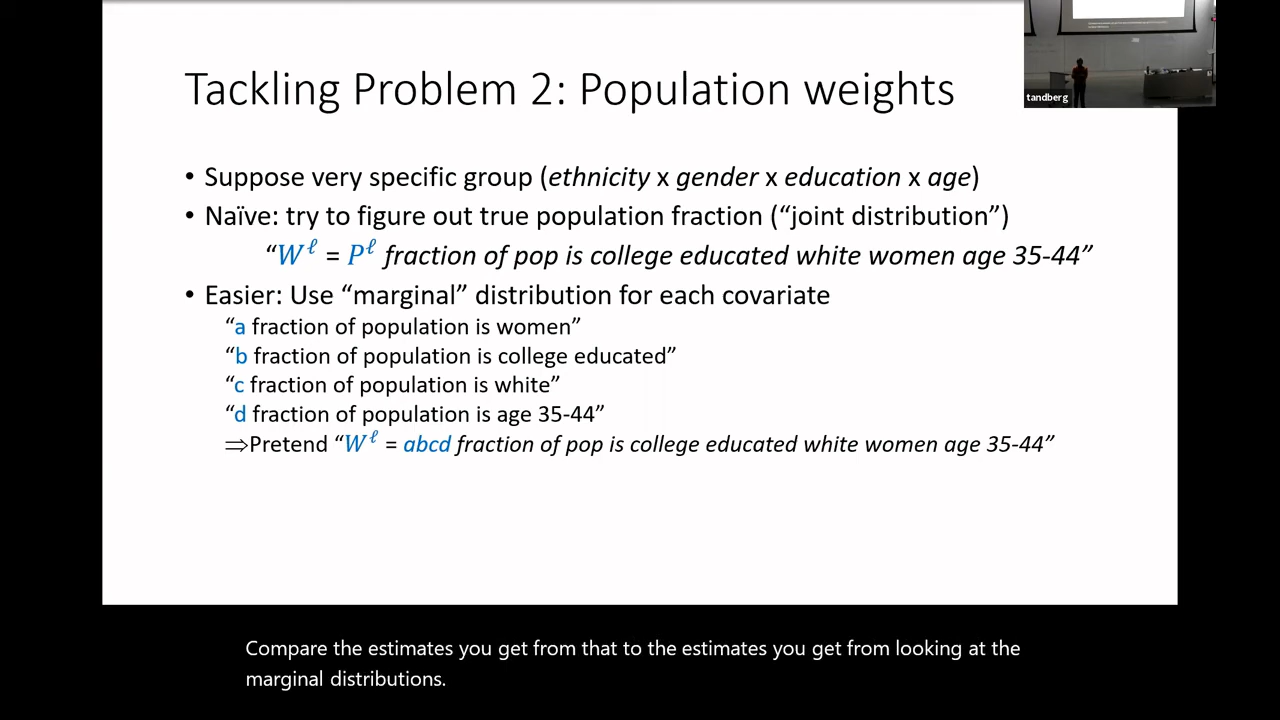 Tackling Problem 2: Population weights
tandberg
• Suppose very specific group (ethnicity x gender x education x age)
• Naïve: try to figure out true population fraction (“joint distribution”)
“Wℓ = Pℓ fraction of pop is college educated white women age 35-44”
• Easier: Use “marginal” distribution for each covariate
“a fraction of population is women”
“b fraction of population is college educated”
“c fraction of population is white”
“d fraction of population is age 35-44”
⇒Pretend “Wℓ = abcd fraction of pop is college educated white women age 35-44”
Compare the estimates you get from that to the estimates you get from looking at the
marginal distributions.